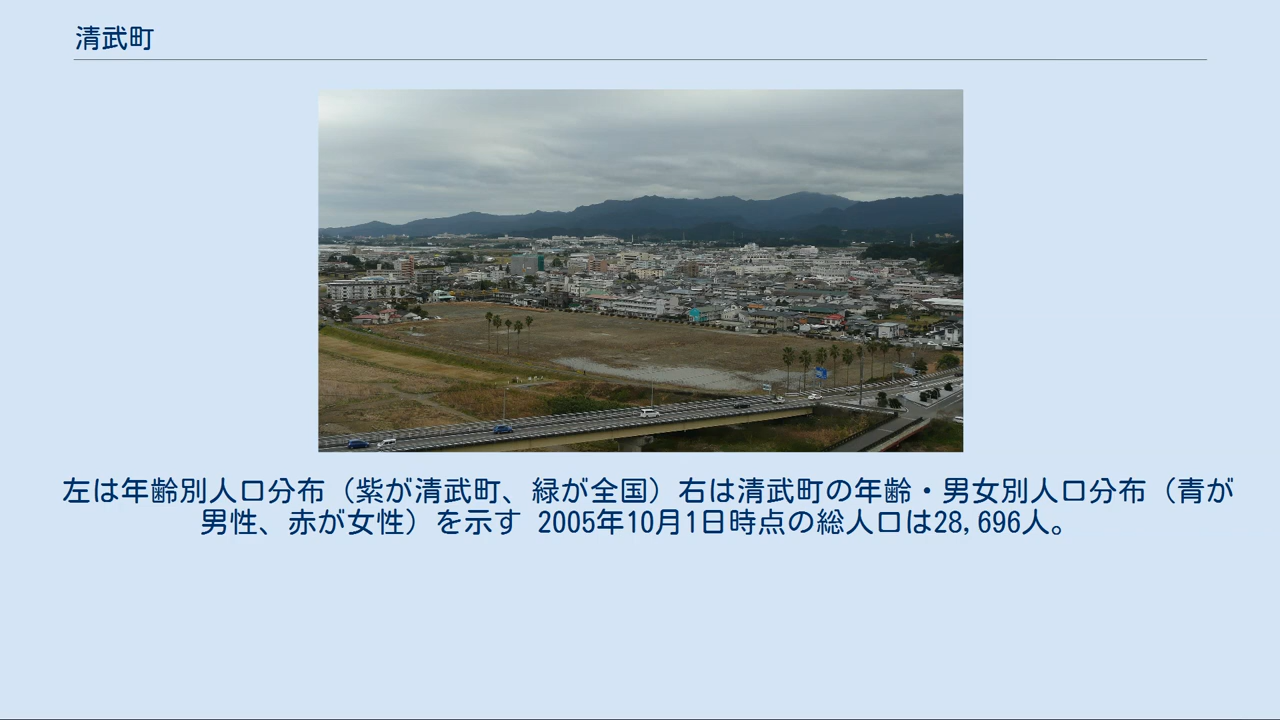 清武町
左は年齢別人口分布（紫が清武町、緑が全国）右は清武町の年齢・男女別人口分布（青が
男性、赤が女性）を示す 2005年10月1日時点の総人口は28,696人。